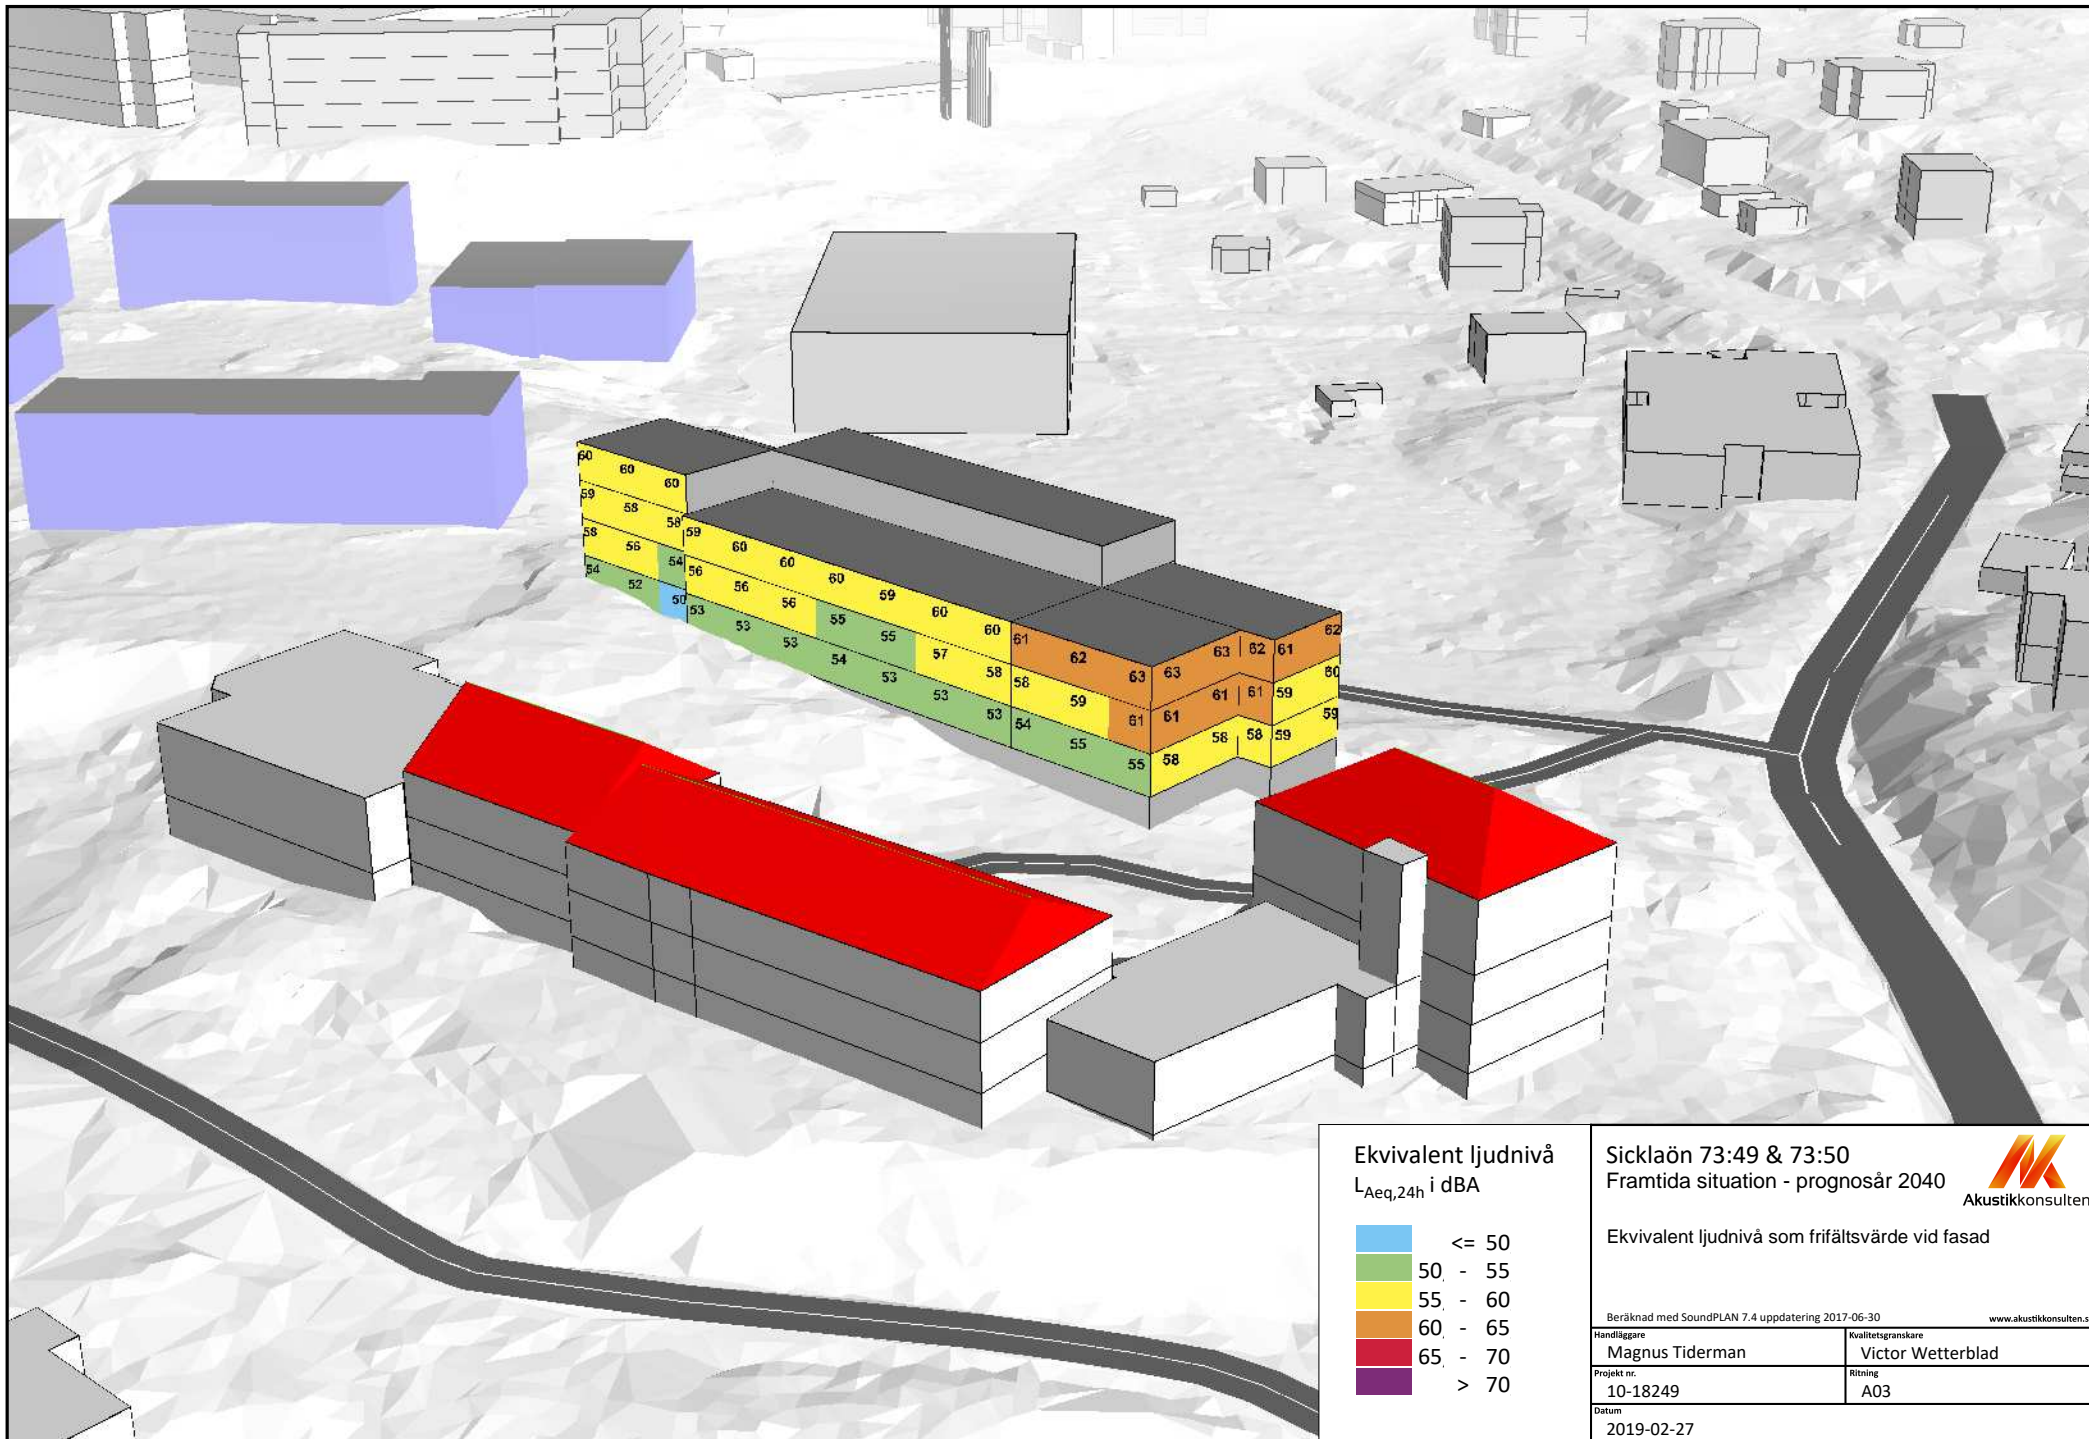 60 60 60
59 58 58
58 56 54
54 52 50
59 60 60 60 59 60 60
56 56 56 55 55 57 58
53 53 53 54 53 53 53
61 62 63
58 59 61
54 55 55
63 63 62 61 62
61 61 61 59 60
58 58 58 59 59
Ekvivalent ljudnivå
LAeq,24h i dBA
<= 50
50 - 55
55 - 60
60 - 65
65 - 70
> 70
Sicklaön 73:49 & 73:50
Framtida situation - prognosår 2040
Akustikkonsulten
Ekvivalent ljudnivå som frifältsvärde vid fasad
Beräknad med SoundPLAN 7.4 uppdatering 2017-06-30
www.akustikkonsulten.s
Handläggare
Magnus Tiderman
Kvalitetsgranskare
Victor Wetterblad
Projekt nr.
10-18249
Ritning
A03
Datum
2019-02-27